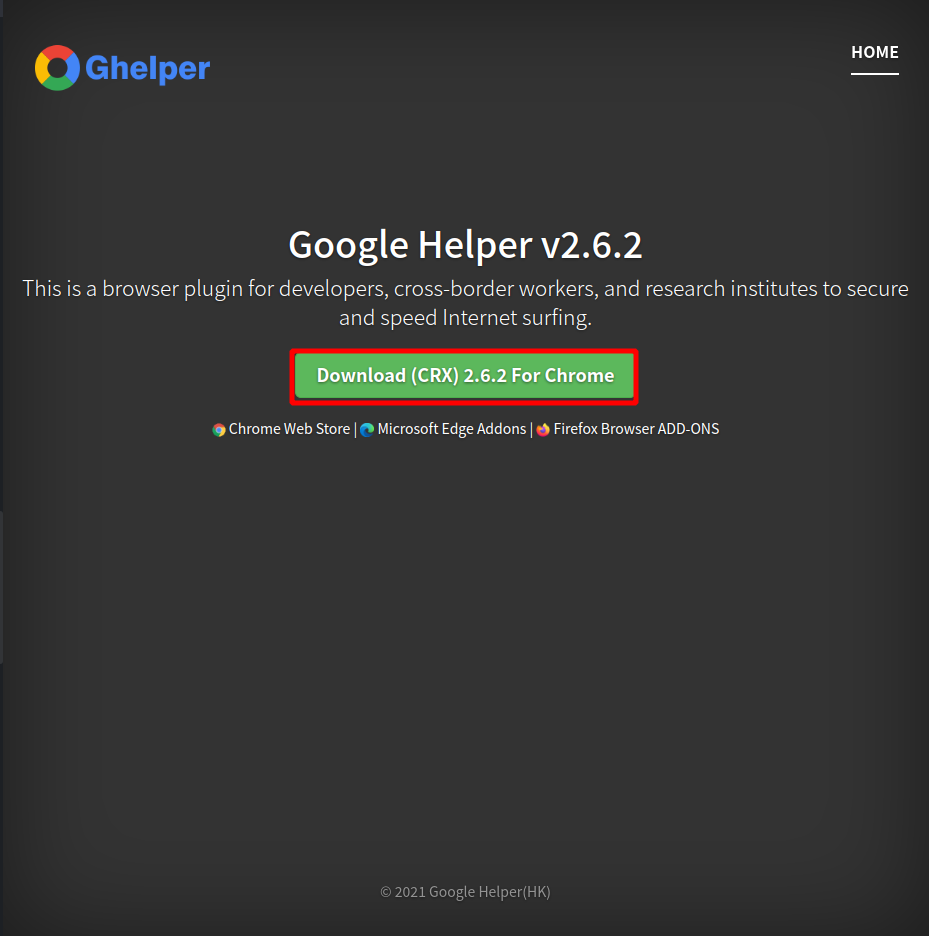 Ghelper
HOME
Google Helper v2.6.2
This is a browser plugin for developers, cross-border workers, and research institutes to secure
and speed Internet surfing.
Download (CRX) 2.6.2 For Chrome
Chrome Web Store | Microsoft Edge Addons | Firefox Browser ADD-ONS
© 2021 Google Helper(HK)